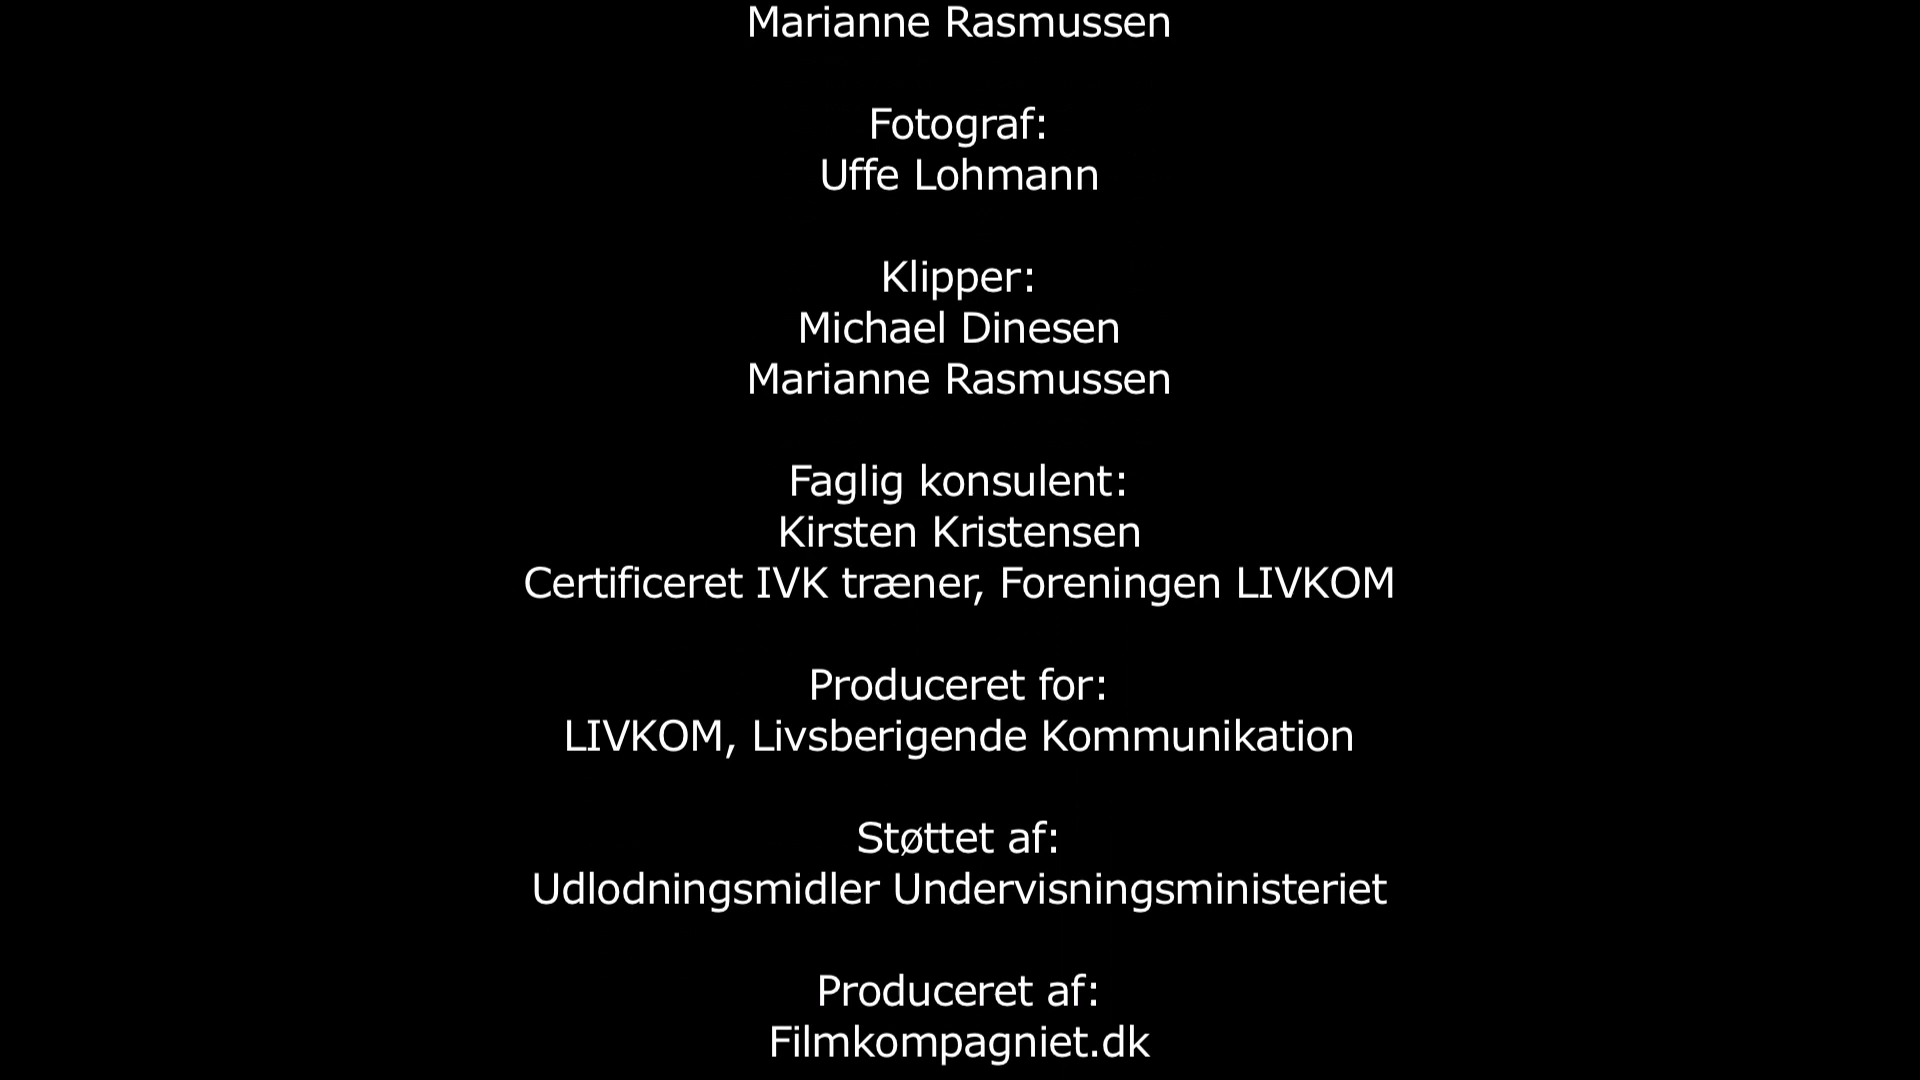 Marianne Rasmussen
Fotograf:
Uffe Lohmann
Klipper:
Michael Dinesen
Marianne Rasmussen
Faglig konsulent:
Kirsten Kristensen
Certificeret IVK træner, Foreningen LIVKOM
Produceret for:
LIVKOM, Livsberigende Kommunikation
Støttet af:
Udlodningsmidler Undervisningsministeriet
Produceret af:
Filmkompagniet.dk